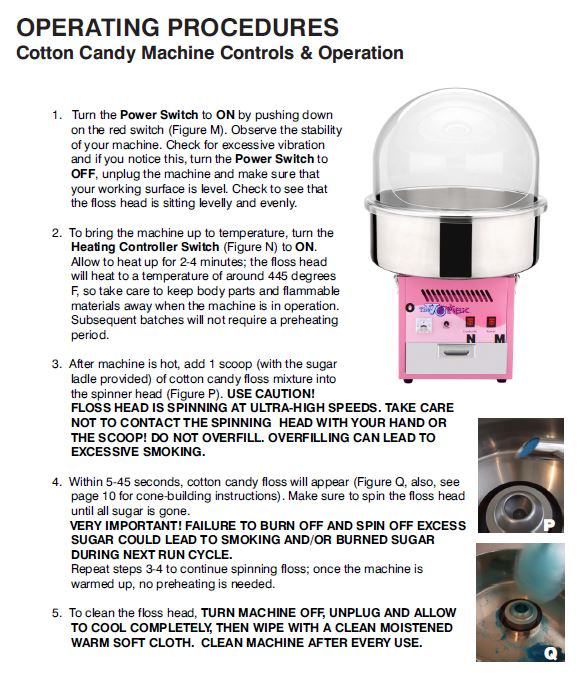 OPERATING PROCEDURES
Cotton Candy Machine Controls & Operation
1. Turn the Power Switch to ON by pushing down
on the red switch (Figure M). Observe the stability
of your machine. Check for excessive vibration
and if you notice this, turn the Power Switch to
OFF, unplug the machine and make sure that
your working surface is level. Check to see that
the floss head is sitting levelly and evenly.
2. To bring the machine up to temperature, turn the
Heating Controller Switch (Figure N) to ON.
Allow to heat up for 2-4 minutes; the floss head
will heat to a temperature of around 445 degrees
F, so take care to keep body parts and flammable
materials away when the machine is in operation.
Subsequent batches will not require a preheating
period.
O
N M
3. After machine is hot, add 1 scoop (with the sugar
ladle provided) of cotton candy floss mixture into
the spinner head (Figure P). USE CAUTION!
FLOSS HEAD IS SPINNING AT ULTRA-HIGH SPEEDS. TAKE CARE
NOT TO CONTACT THE SPINNING HEAD WITH YOUR HAND OR
THE SCOOP! DO NOT OVERFILL. OVERFILLING CAN LEAD TO
EXCESSIVE SMOKING.
4. Within 5-45 seconds, cotton candy floss will appear (Figure Q, also, see
page 10 for cone-building instructions). Make sure to spin the floss head
until all sugar is gone.
VERY IMPORTANT! FAILURE TO BURN OFF AND SPIN OFF EXCESS
SUGAR COULD LEAD TO SMOKING AND/OR BURNED SUGAR
DURING NEXT RUN CYCLE.
Repeat steps 3-4 to continue spinning floss; once the machine is
warmed up, no preheating is needed.
P
5. To clean the floss head, TURN MACHINE OFF, UNPLUG AND ALLOW
TO COOL COMPLETELY, THEN WIPE WITH A CLEAN MOISTENED
WARM SOFT CLOTH. CLEAN MACHINE AFTER EVERY USE.
Q